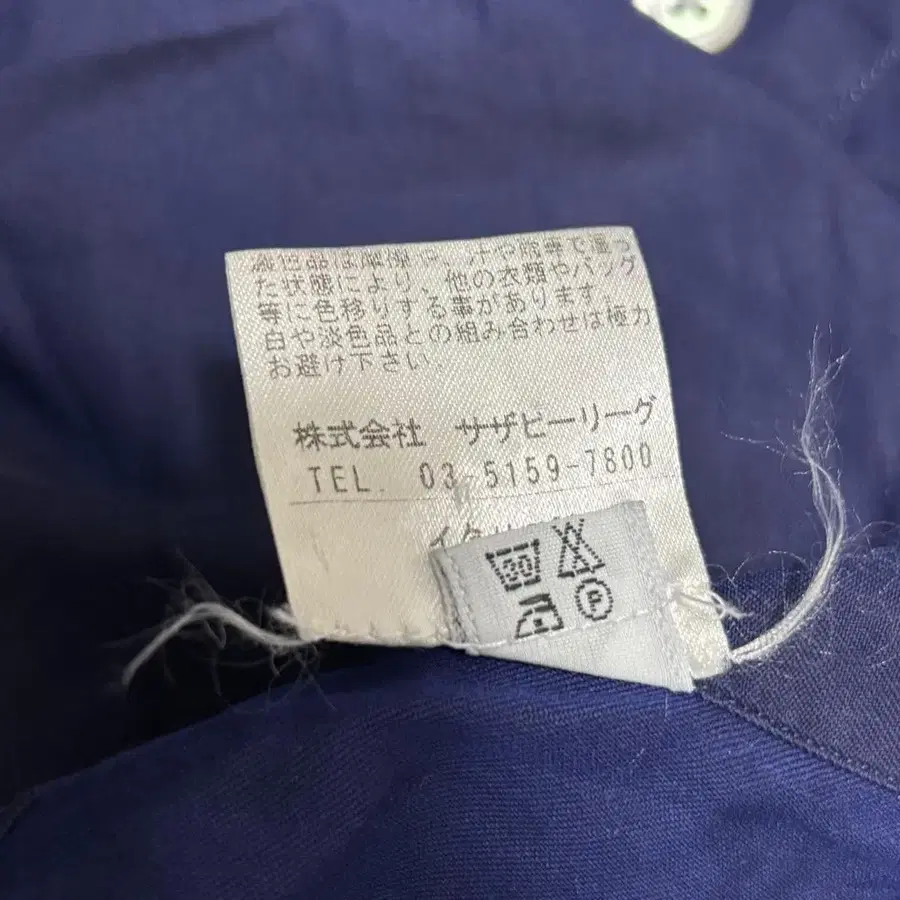 濃色品は摩擦や、汗や雨等で湿っ
た状態により、他の衣類やバッグ
等に色移りする事があります。
白や淡色品との組み合わせは極力
お避け下さい。
株式会社 サザビーリーグ
TEL. 03-5159-7800
30
P